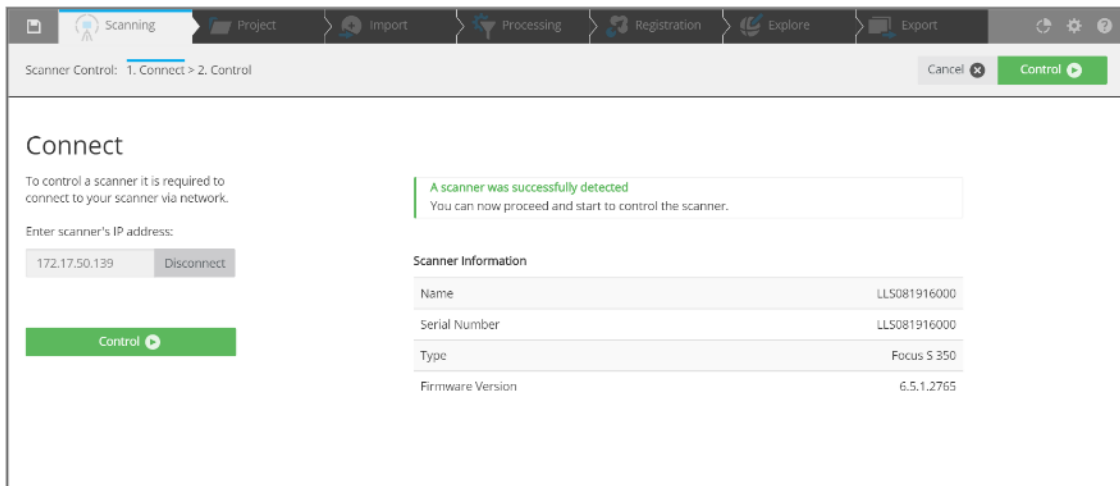 Scanning
Project
Import
Processing
Registration
Explore
Export
Scanner Control: 1. Connect > 2. Control
Cancel
Control
Connect
To control a scanner it is required to
connect to your scanner via network.
Enter scanner's IP address:
172.17.50.139
Disconnect
Control
A scanner was successfully detected
You can now proceed and start to control the scanner.
Scanner Information
Name LLS081916000
Serial Number LLS081916000
Type Focus S 350
Firmware Version 6.5.1.2765